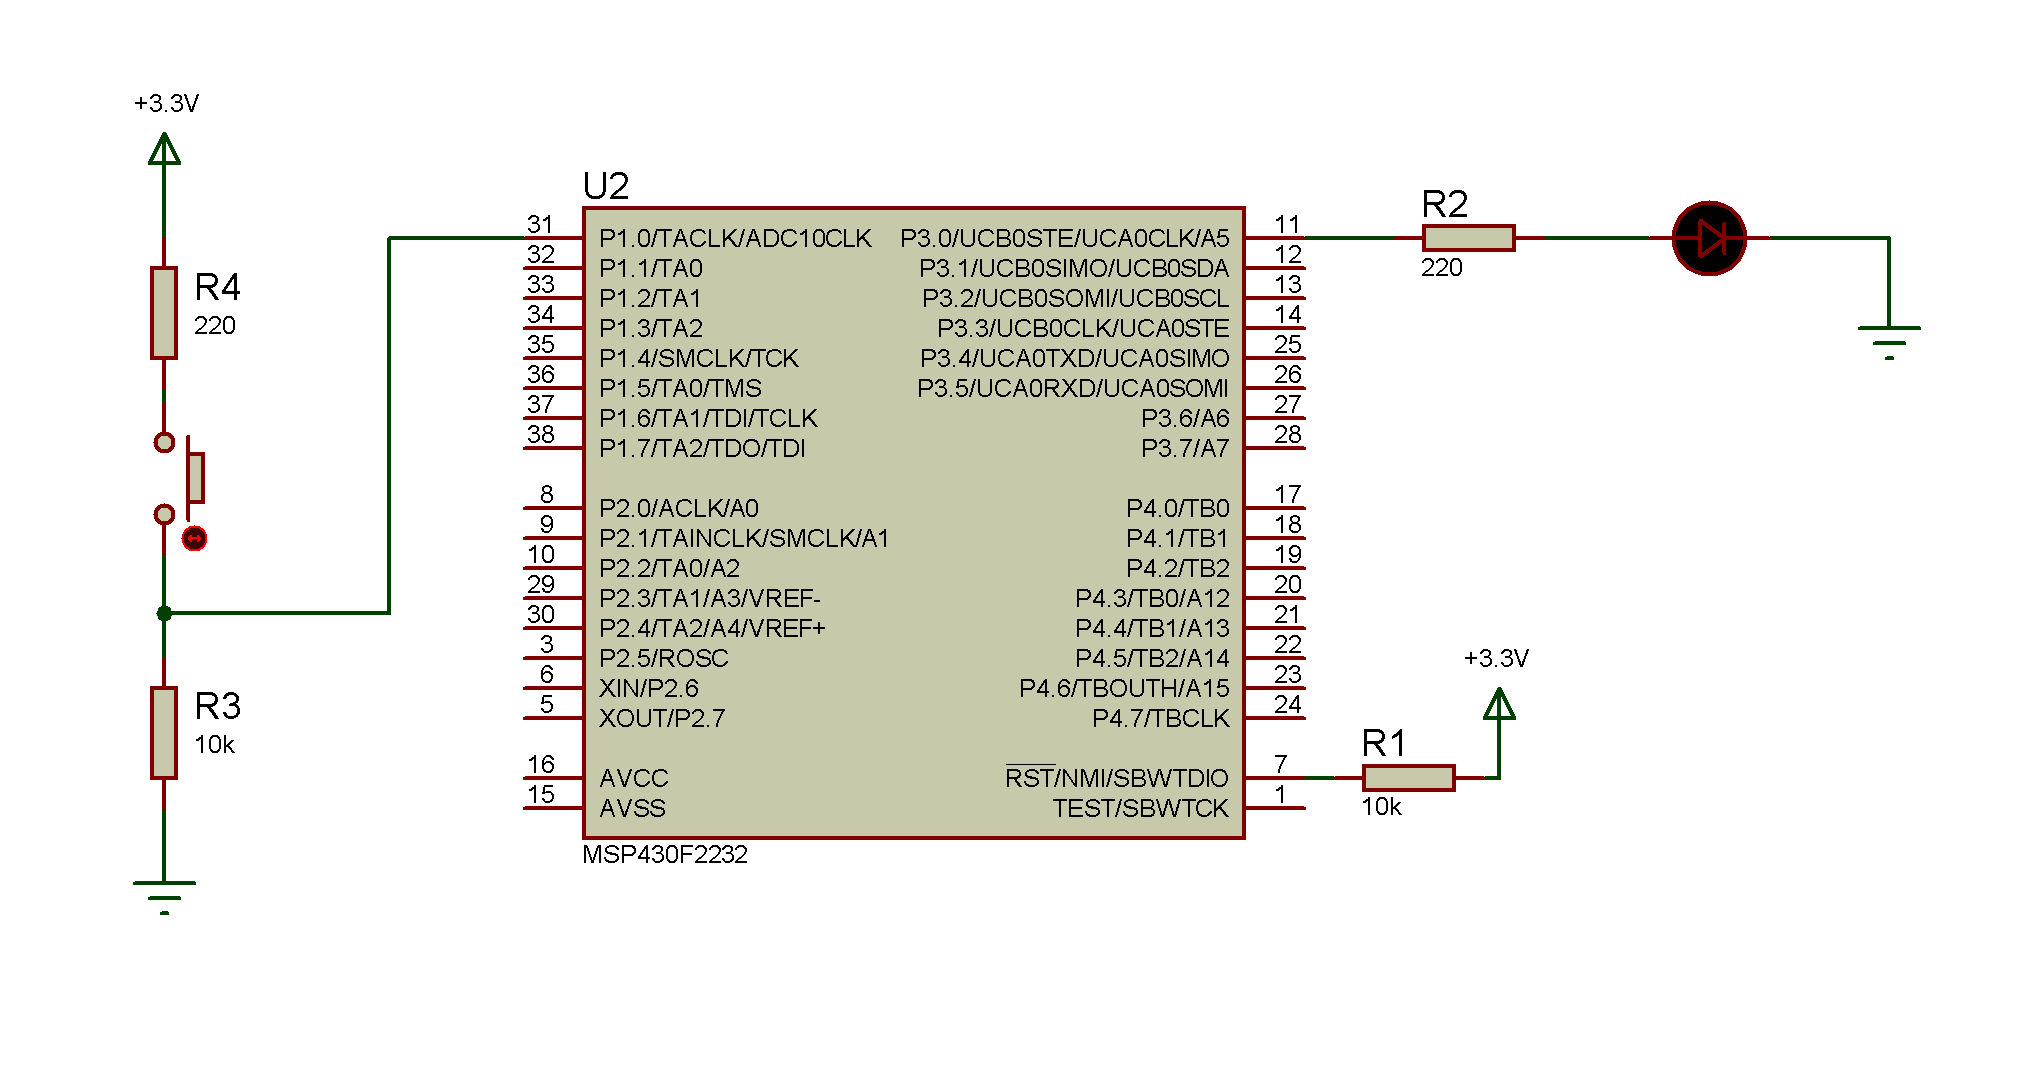 +3.3V
R4
220
R3
10k
U2
31 P1.0/TACLK/ADC10CLK
32 P1.1/TA0
33 P1.2/TA1
34 P1.3/TA2
35 P1.4/SMCLK/TCK
36 P1.5/TA0/TMS
37 P1.6/TA1/TDI/TCLK
38 P1.7/TA2/TDO/TDI
8 P2.0/ACLK/A0
9 P2.1/TAINCLK/SMCLK/A1
10 P2.2/TA0/A2
29 P2.3/TA1/A3/VREF-
30 P2.4/TA2/A4/VREF+
3 P2.5/ROSC
6 XIN/P2.6
5 XOUT/P2.7
16 AVCC
15 AVSS
P3.0/UCB0STE/UCA0CLK/A5 11
P3.1/UCB0SIMO/UCB0SDA 12
P3.2/UCB0SOMI/UCB0SCL 13
P3.3/UCB0CLK/UCA0STE 14
P3.4/UCA0TXD/UCA0SIMO 25
P3.5/UCA0RXD/UCA0SOMI 26
P3.6/A6 27
P3.7/A7 28
P4.0/TB0 17
P4.1/TB1 18
P4.2/TB2 19
P4.3/TB0/A12 20
P4.4/TB1/A13 21
P4.5/TB2/A14 22
P4.6/TBOUTH/A15 23
P4.7/TBCLK 24
RST/NMI/SBWTDIO 7
TEST/SBWTCK 1
MSP430F2232
R2
220
+3.3V
R1
10k